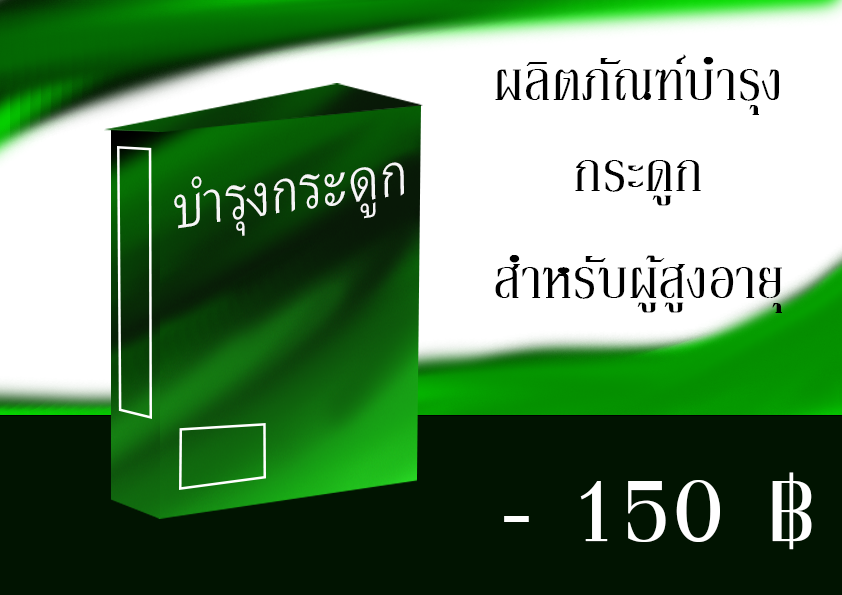 ผลิตภัณฑ์บำรุง
กระดูก
สำหรับผู้สูงอายุ
บำรุงกระดูก
- 150 ฿